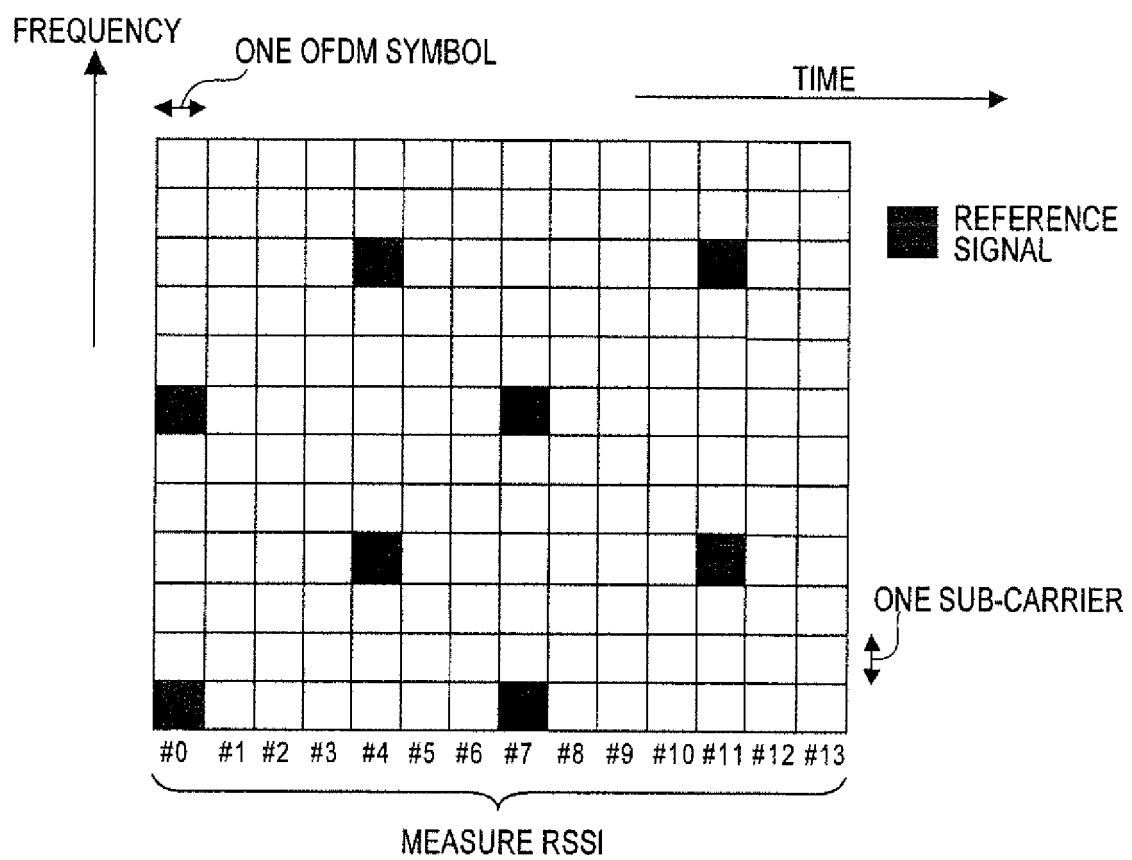 FREQUENCY
ONE OFDM SYMBOL
TIME
REFERENCE
SIGNAL
ONE SUB-CARRIER
#0 #1 #2 #3 #4 #5 #6 #7 #8 #9 #10 #11 #12 #13
MEASURE RSSI